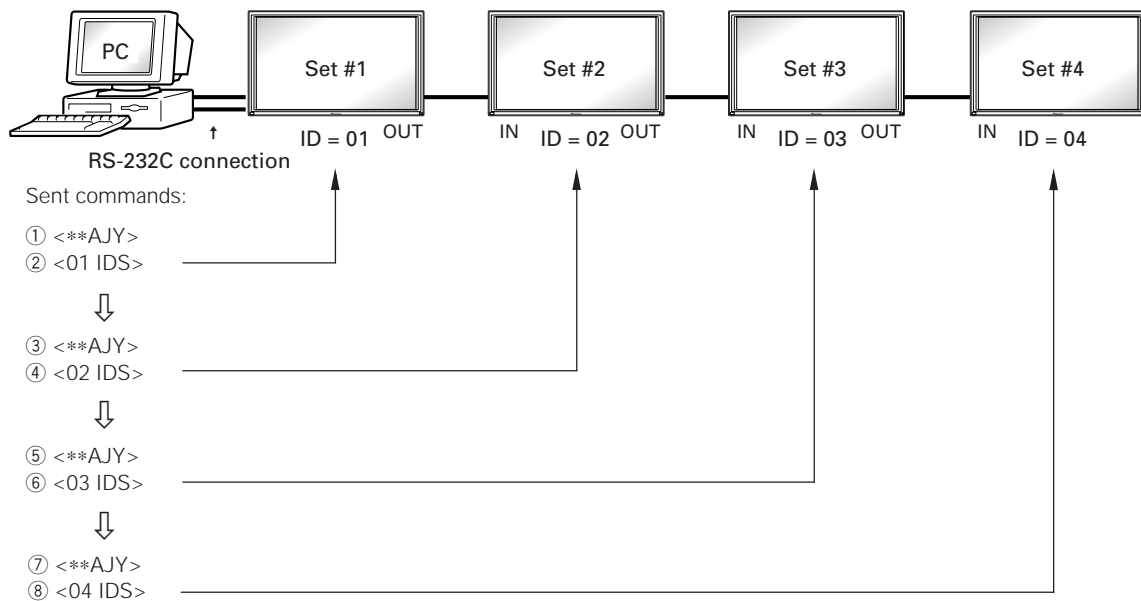 PC
Set #1
Set #2
Set #3
Set #4
↑
ID = 01 OUT
IN ID = 02 OUT
IN ID = 03 OUT
IN ID = 04
RS-232C connection
Sent commands:
① <**AJY>
② <01 IDS>
⇩
③ <**AJY>
④ <02 IDS>
⇩
⑤ <**AJY>
⑥ <03 IDS>
⇩
⑦ <**AJY>
⑧ <04 IDS>